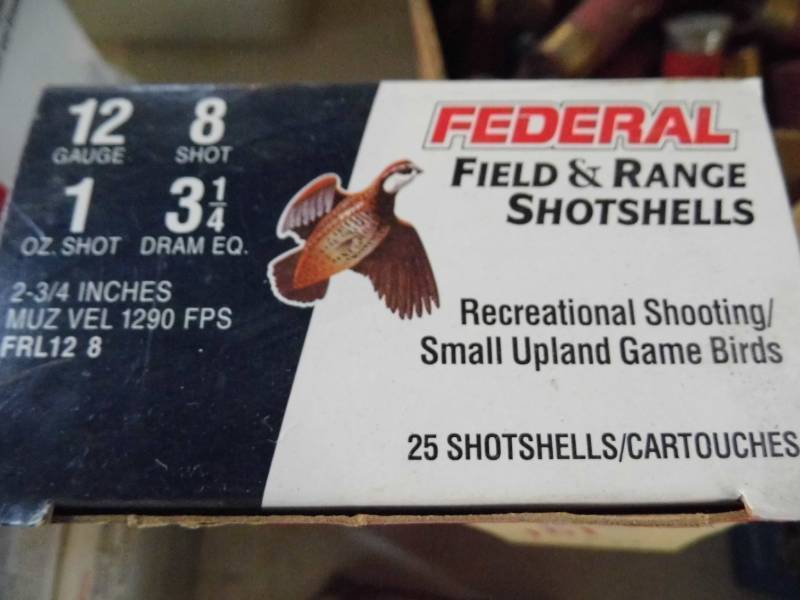 12 8
GAUGE SHOT
1 3 1/4
OZ. SHOT DRAM EQ.
2-3/4 INCHES
MUZ VEL 1290 FPS
FRL12 8
FEDERAL
FIELD & RANGE
SHOTSHELLS
Recreational Shooting/
Small Upland Game Birds
25 SHOTSHELLS/CARTOUCHES